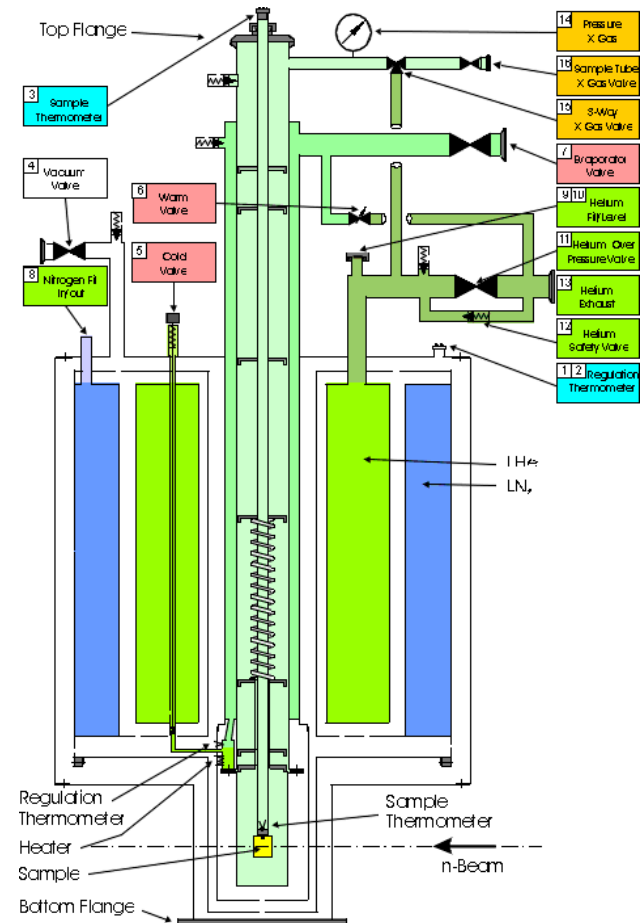 Top Flange
14 Pressure
X Gas
16 Sample Tube
X Gas Valve
15 3-Way
X Gas Valve
3 Sample
Thermometer
7 Evaporator
Valve
4 Vacuum
Valve
6 Warm
Valve
9 10 Helium
Fill/Level
5 Cold
Valve
11 Helium Over
Pressure Valve
8 Nitrogen Fill
In/out
13 Helium
Exhaust
12 Helium
Safety Valve
1 2 Regulation
Thermometer
LHe
LN₂
Regulation
Thermometer
Heater
Sample
Bottom Flange
Sample
Thermometer
n-Beam